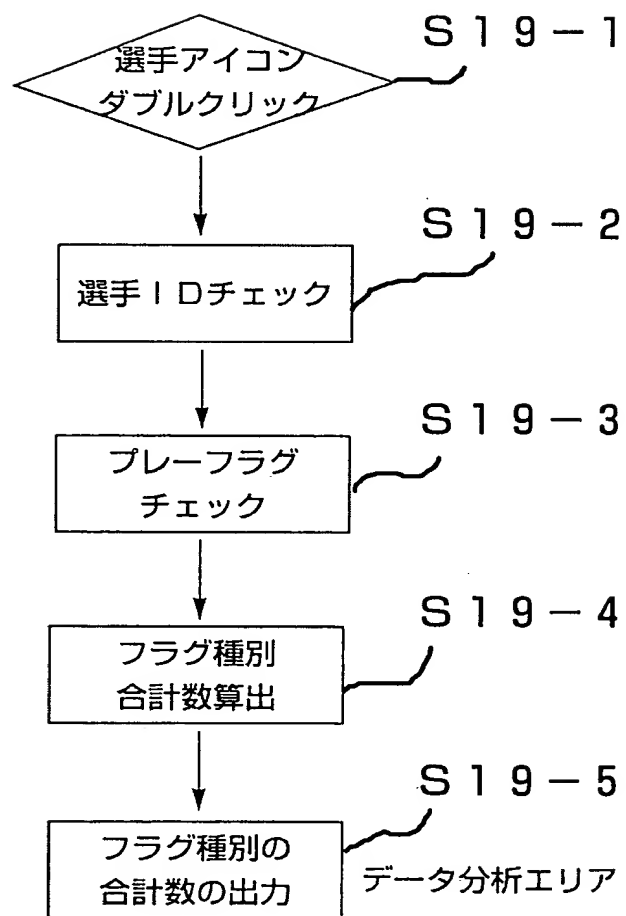 S19-1
選手アイコン
ダブルクリック
S19-2
選手IDチェック
S19-3
プレーフラグ
チェック
S19-4
フラグ種別
合計数算出
S19-5
フラグ種別の
合計数の出力
データ分析エリア